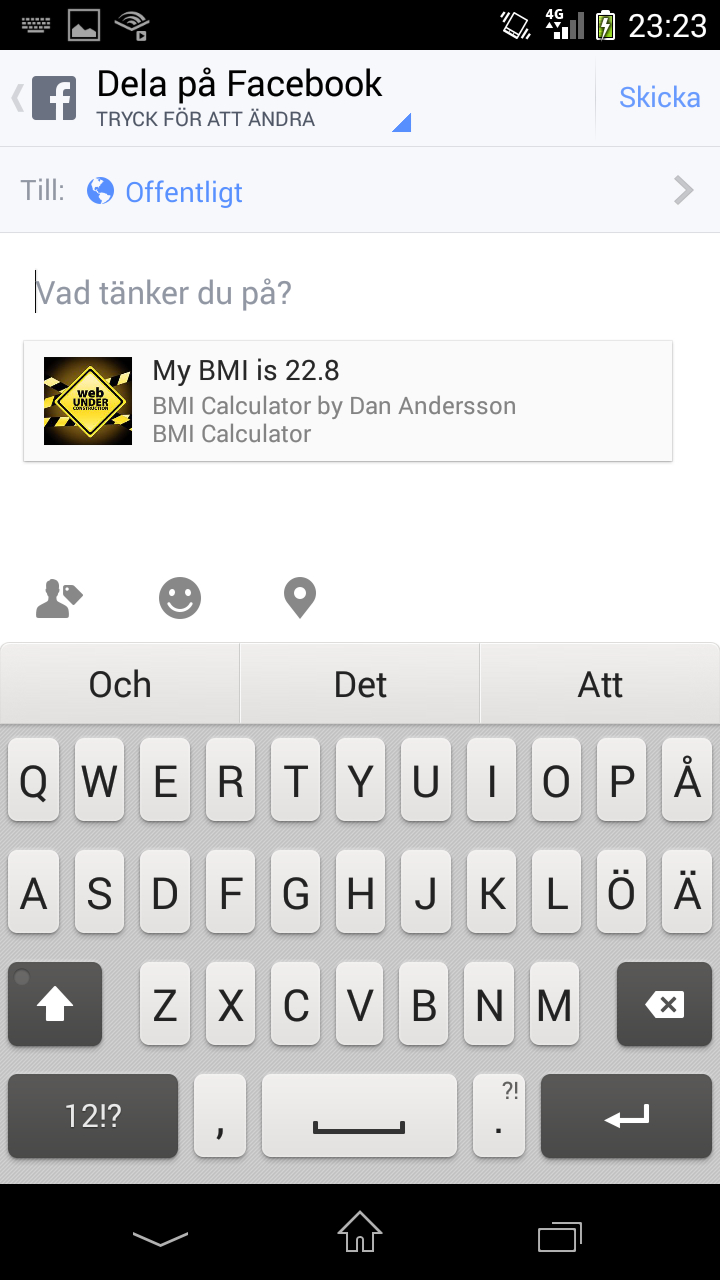 4G 23:23
Dela på Facebook
TRYCK FÖR ATT ÄNDRA
Skicka
Till: Offentligt
Vad tänker du på?
web
UNDER
CONSTRUCTION
My BMI is 22.8
BMI Calculator by Dan Andersson
BMI Calculator
Och Det Att
Q W E R T Y U I O P Å
A S D F G H J K L Ö Ä
Z X C V B N M
12!? , . ?!